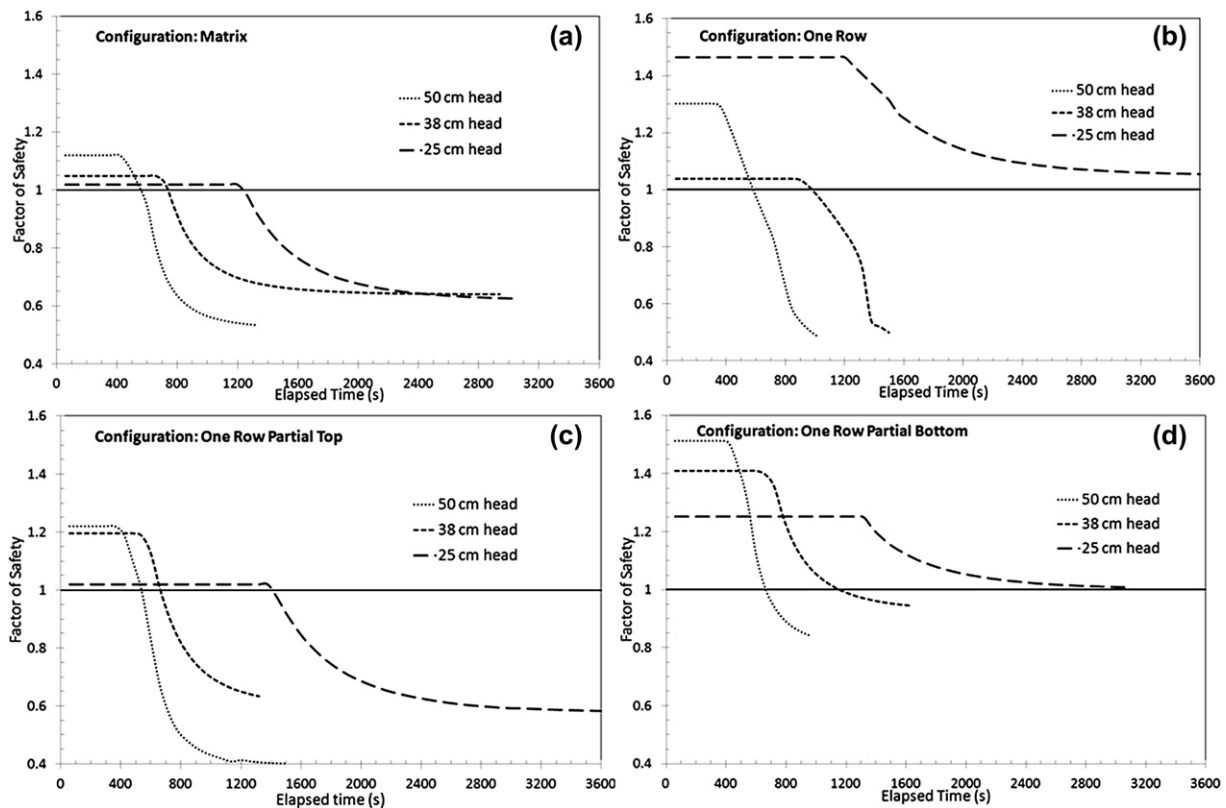 Configuration: Matrix
(a)
50 cm head
38 cm head
25 cm head
Factor of Safety
1.6
1.4
1.2
1
0.8
0.6
0.4
0 400 800 1200 1600 2000 2400 2800 3200 3600
Elapsed Time (s)
Configuration: One Row
(b)
50 cm head
38 cm head
25 cm head
Factor of Safety
1.6
1.4
1.2
1
0.8
0.6
0.4
0 400 800 1200 1600 2000 2400 2800 3200 3600
Elapsed Time (s)
Configuration: One Row Partial Top
(c)
50 cm head
38 cm head
25 cm head
Factor of Safety
1.6
1.4
1.2
1
0.8
0.6
0.4
0 400 800 1200 1600 2000 2400 2800 3200 3600
Elapsed time (s)
Configuration: One Row Partial Bottom
(d)
50 cm head
38 cm head
25 cm head
Factor of Safety
1.6
1.4
1.2
1
0.8
0.6
0.4
0 400 800 1200 1600 2000 2400 2800 3200 3600
Elapsed Time (s)